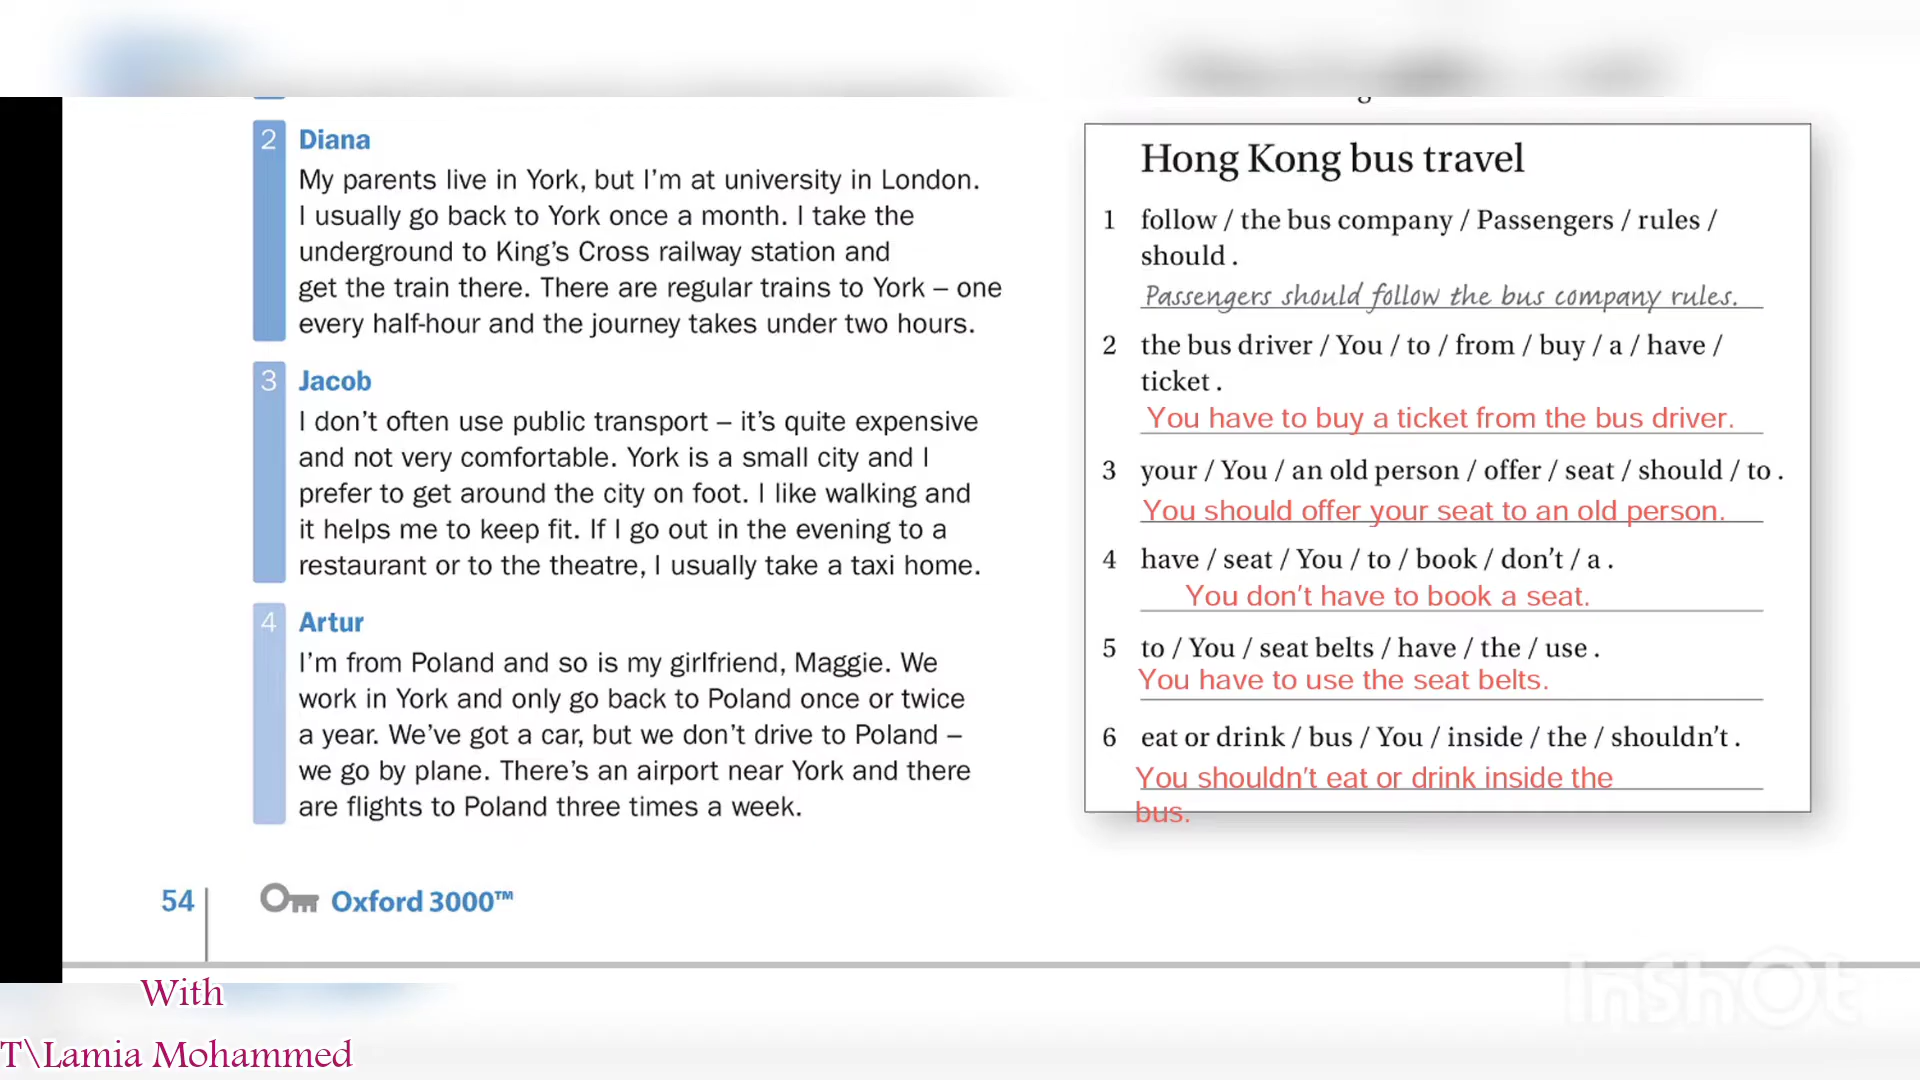 2 Diana
My parents live in York, but I'm at university in London.
I usually go back to York once a month. I take the
underground to King's Cross railway station and
get the train there. There are regular trains to York – one
every half-hour and the journey takes under two hours.
3 Jacob
I don't often use public transport – it's quite expensive
and not very comfortable. York is a small city and I
prefer to get around the city on foot. I like walking and
it helps me to keep fit. If I go out in the evening to a
restaurant or to the theatre, I usually take a taxi home.
4 Artur
I'm from Poland and so is my girlfriend, Maggie. We
work in York and only go back to Poland once or twice
a year. We've got a car, but we don't drive to Poland –
we go by plane. There's an airport near York and there
are flights to Poland three times a week.
Hong Kong bus travel
1 follow / the bus company / Passengers / rules /
should .
Passengers should follow the bus company rules.
2 the bus driver / You / to / from / buy / a / have /
ticket .
You have to buy a ticket from the bus driver.
3 your / You / an old person / offer / seat / should / to .
You should offer your seat to an old person.
4 have / seat / You / to / book / don't / a .
You don't have to book a seat.
5 to / You / seat belts / have / the / use .
You have to use the seat belts.
6 eat or drink / bus / You / inside / the / shouldn't .
You shouldn't eat or drink inside the
bus.
54 Oxford 3000™
With
T\Lamia Mohammed
InShOt